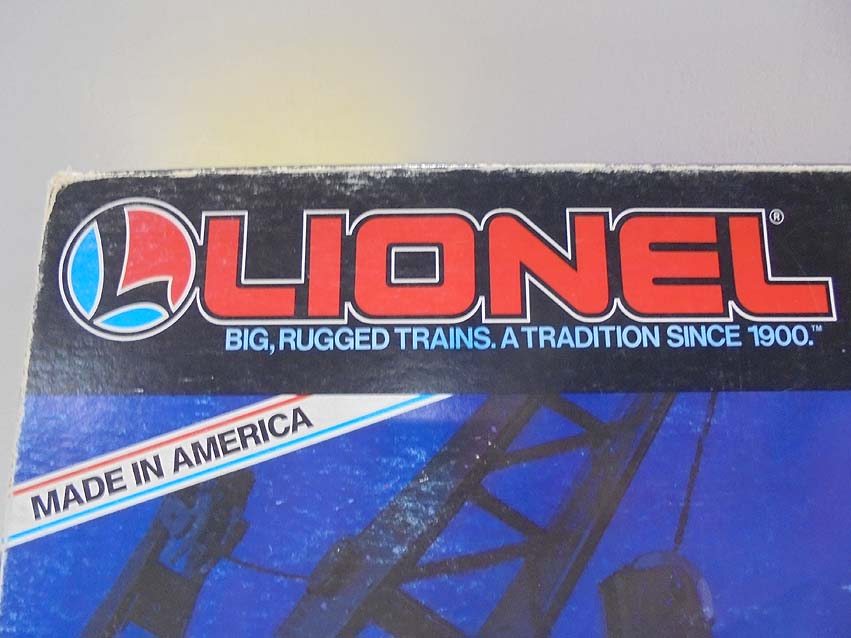 LIONEL®
BIG, RUGGED TRAINS. A TRADITION SINCE 1900.™
MADE IN AMERICA